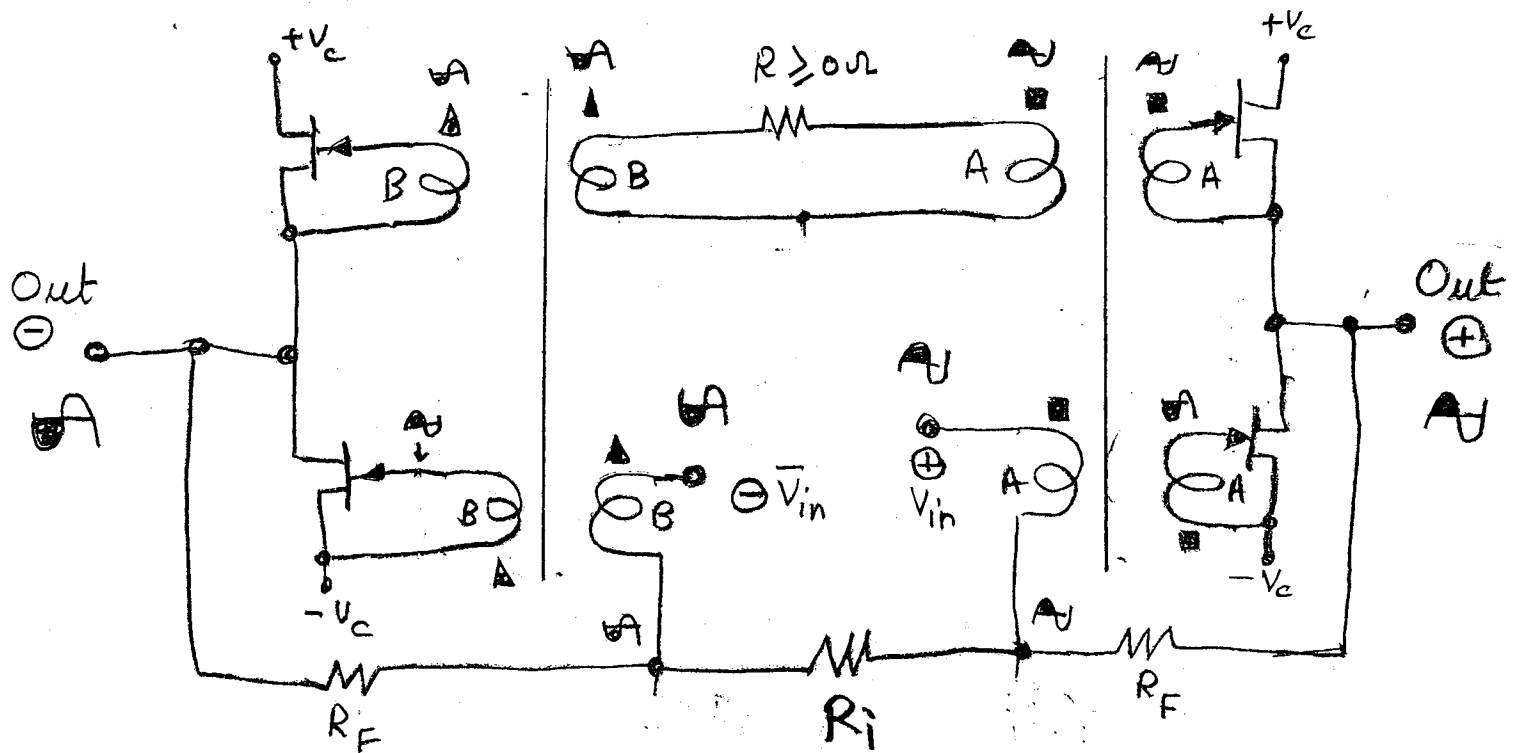 +Vc
R ≥ 0Ω
+Vc
B
B
A
A
Out
⊖
Out
⊕
B
B
⊖ V̅in
⊕
Vin
A
A
-Vc
-Vc
RF
Ri
RF